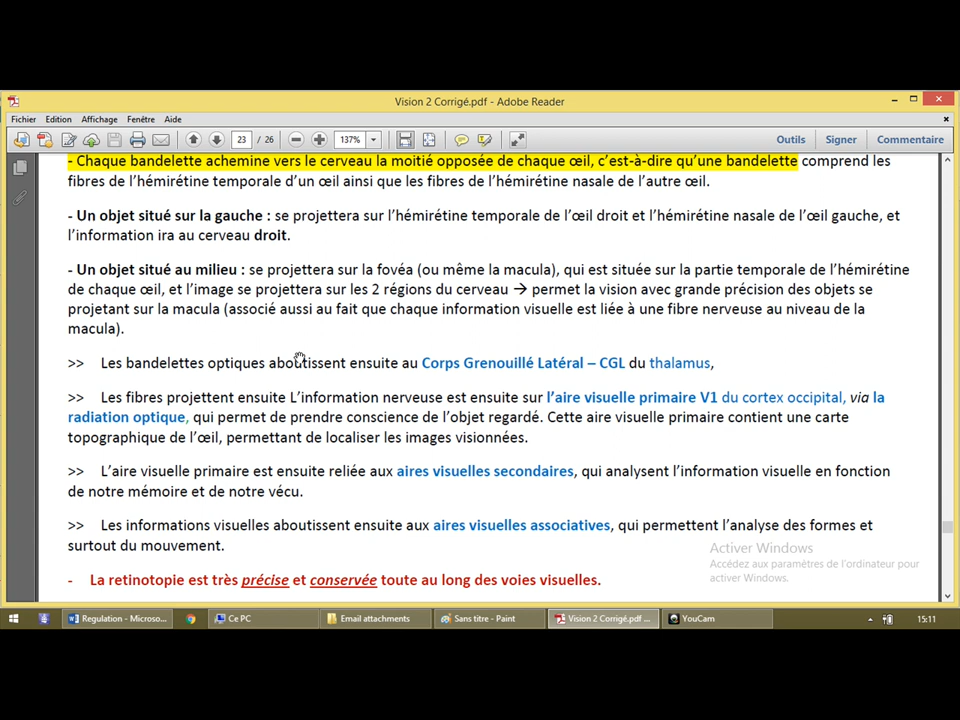 Vision 2 Corrigé.pdf - Adobe Reader
Fichier Edition Affichage Fenêtre Aide
23 / 26 137% Outils Signer Commentaire
- Chaque bandelette achemine vers le cerveau la moitié opposée de chaque œil, c'est-à-dire qu'une bandelette comprend les
fibres de l'hémirétine temporale d'un œil ainsi que les fibres de l'hémirétine nasale de l'autre œil.
- Un objet situé sur la gauche : se projettera sur l'hémirétine temporale de l'œil droit et l'hémirétine nasale de l'œil gauche, et
l'information ira au cerveau droit.
- Un objet situé au milieu : se projettera sur la fovéa (ou même la macula), qui est située sur la partie temporale de l'hémirétine
de chaque œil, et l'image se projettera sur les 2 régions du cerveau → permet la vision avec grande précision des objets se
projetant sur la macula (associé aussi au fait que chaque information visuelle est liée à une fibre nerveuse au niveau de la
macula).
>> Les bandelettes optiques aboutissent ensuite au Corps Grenouillé Latéral – CGL du thalamus,
>> Les fibres projettent ensuite L'information nerveuse est ensuite sur l'aire visuelle primaire V1 du cortex occipital, via la
radiation optique, qui permet de prendre conscience de l'objet regardé. Cette aire visuelle primaire contient une carte
topographique de l'œil, permettant de localiser les images visionnées.
>> L'aire visuelle primaire est ensuite reliée aux aires visuelles secondaires, qui analysent l'information visuelle en fonction
de notre mémoire et de notre vécu.
>> Les informations visuelles aboutissent ensuite aux aires visuelles associatives, qui permettent l'analyse des formes et
surtout du mouvement.
- La retinotopie est très précise et conservée toute au long des voies visuelles.
Activer Windows
Accédez aux paramètres de l'ordinateur pour
activer Windows.
Regulation - Microso... Ce PC Email attachments Sans titre - Paint Vision 2 Corrigé.pdf ... YouCam 15:11